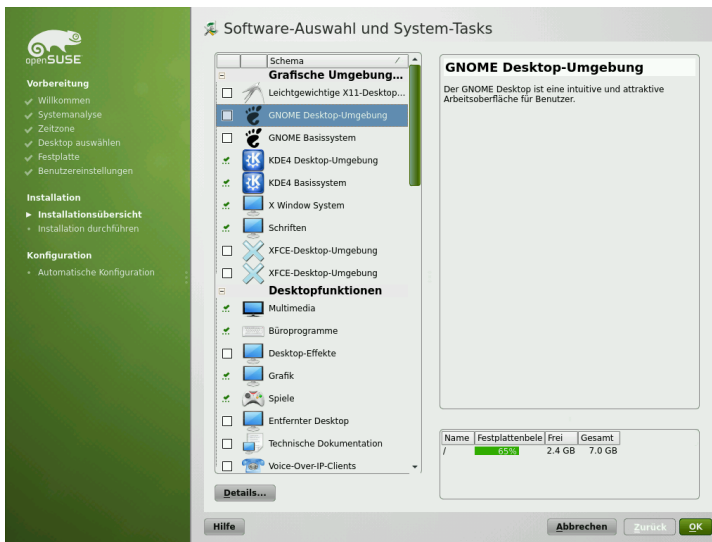 openSUSE
Vorbereitung
Willkommen
Systemanalyse
Zeitzone
Desktop auswählen
Festplatte
Benutzereinstellungen
Installation
Installationsübersicht
Installation durchführen
Konfiguration
Automatische Konfiguration
Software-Auswahl und System-Tasks
Schema
Grafische Umgebung...
Leichtgewichtige X11-Desktop...
GNOME Desktop-Umgebung
GNOME Basissystem
KDE4 Desktop-Umgebung
KDE4 Basissystem
X Window System
Schriften
XFCE-Desktop-Umgebung
XFCE-Desktop-Umgebung
Desktopfunktionen
Multimedia
Büroprogramme
Desktop-Effekte
Grafik
Spiele
Entfernter Desktop
Technische Dokumentation
Voice-Over-IP-Clients
Details...
GNOME Desktop-Umgebung
Der GNOME Desktop ist eine intuitive und attraktive
Arbeitsoberfläche für Benutzer.
Name Festplattenbele Frei Gesamt
/ 65% 2.4 GB 7.0 GB
Hilfe Abbrechen Zurück OK